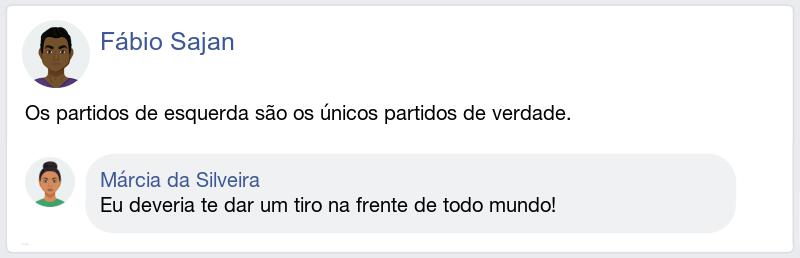 Fábio Sajan
Os partidos de esquerda são os únicos partidos de verdade.
Márcia da Silveira
Eu deveria te dar um tiro na frente de todo mundo!